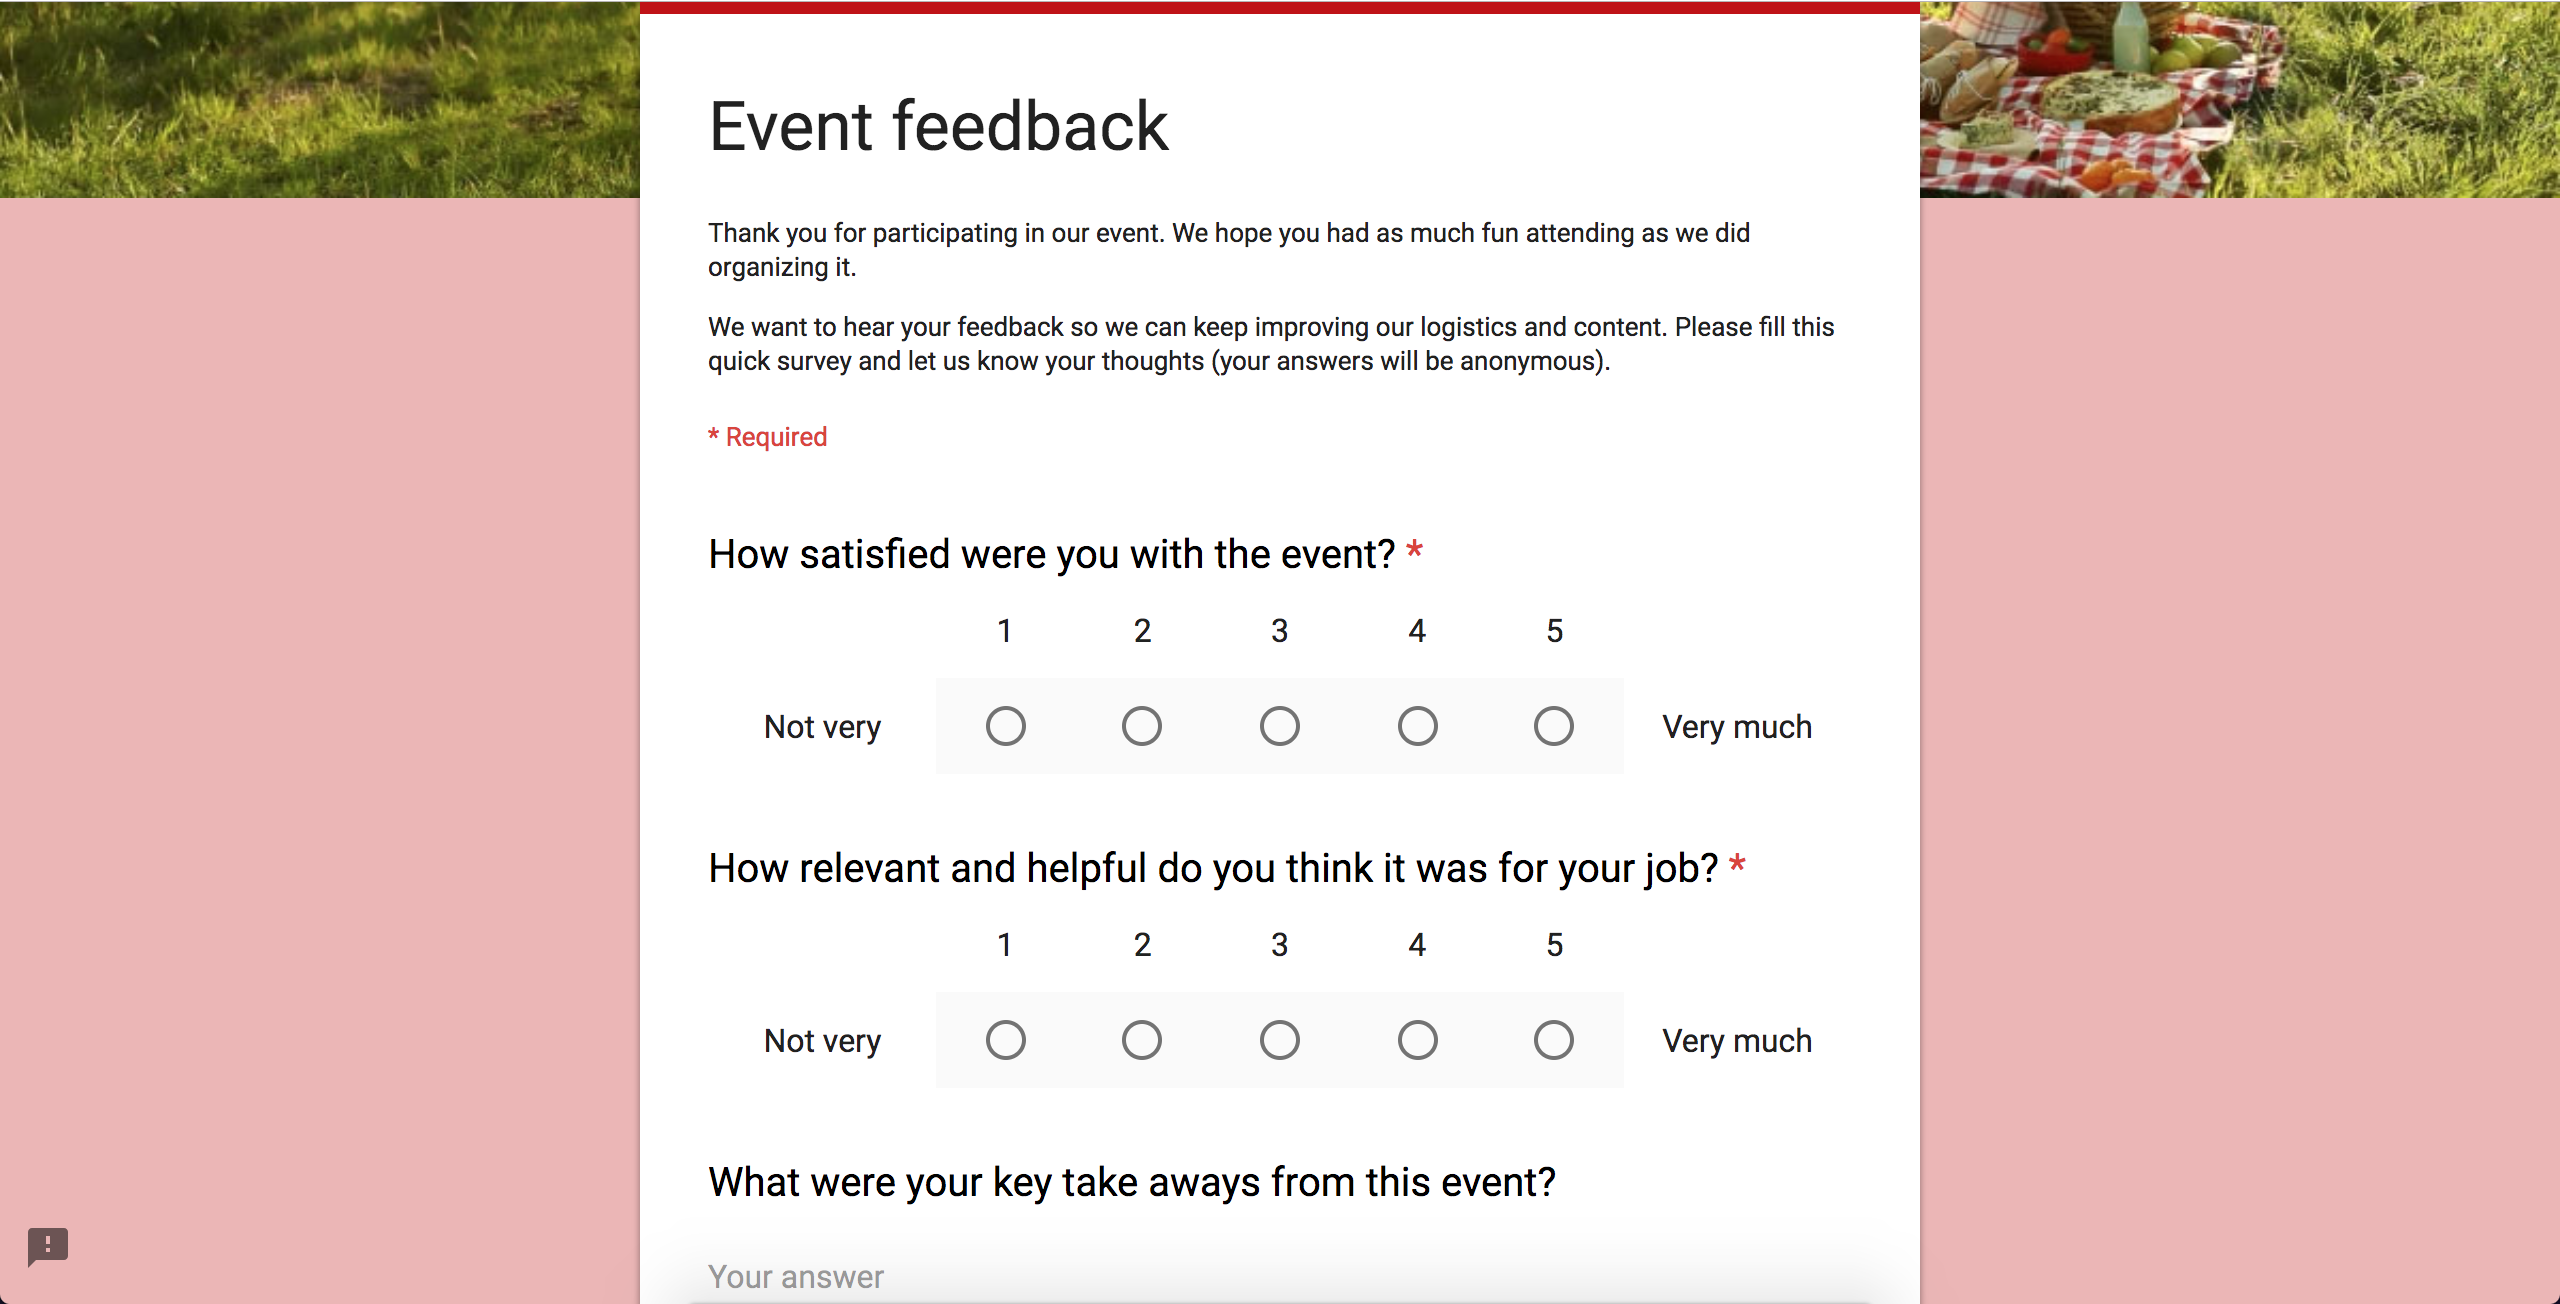 Event feedback
Thank you for participating in our event. We hope you had as much fun attending as we did
organizing it.
We want to hear your feedback so we can keep improving our logistics and content. Please fill this
quick survey and let us know your thoughts (your answers will be anonymous).
* Required
How satisfied were you with the event? *
1 2 3 4 5
Not very Very much
How relevant and helpful do you think it was for your job? *
1 2 3 4 5
Not very Very much
What were your key take aways from this event?
Your answer